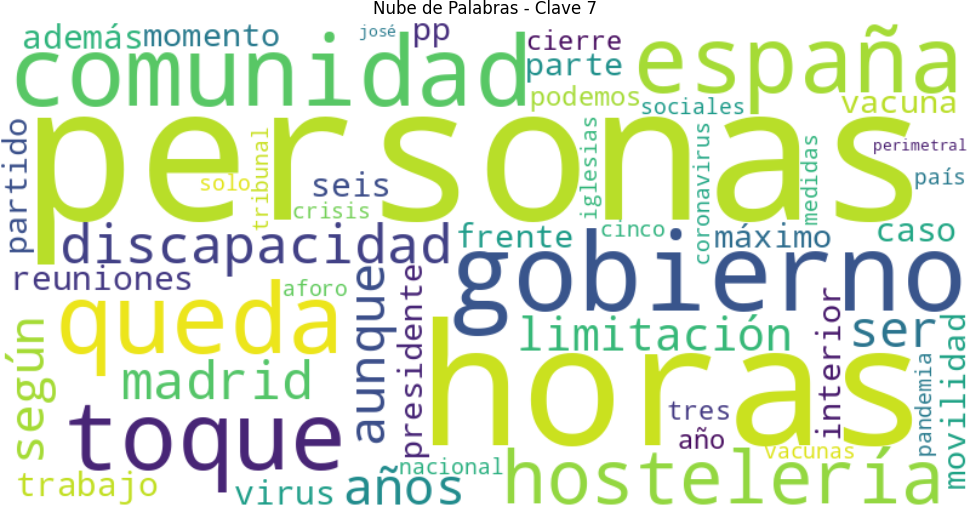 Nube de Palabras - Clave 7
además
momento
josé
pp
cierre
españa
comunidad
parte
podemos
sociales
vacuna
personas
partido
tribunal
iglesias
coronavirus
medidas
perimetral
solo
seis
país
crisis
discapacidad
frente
cinco
máximo
caso
reuniones
aforo
aunque
presidente
gobierno
queda
limitación
interior
ser
según
madrid
horas
pandemia
movilidad
toque
tres
año
trabajo
virus
años
nacional
hostelería
vacunas